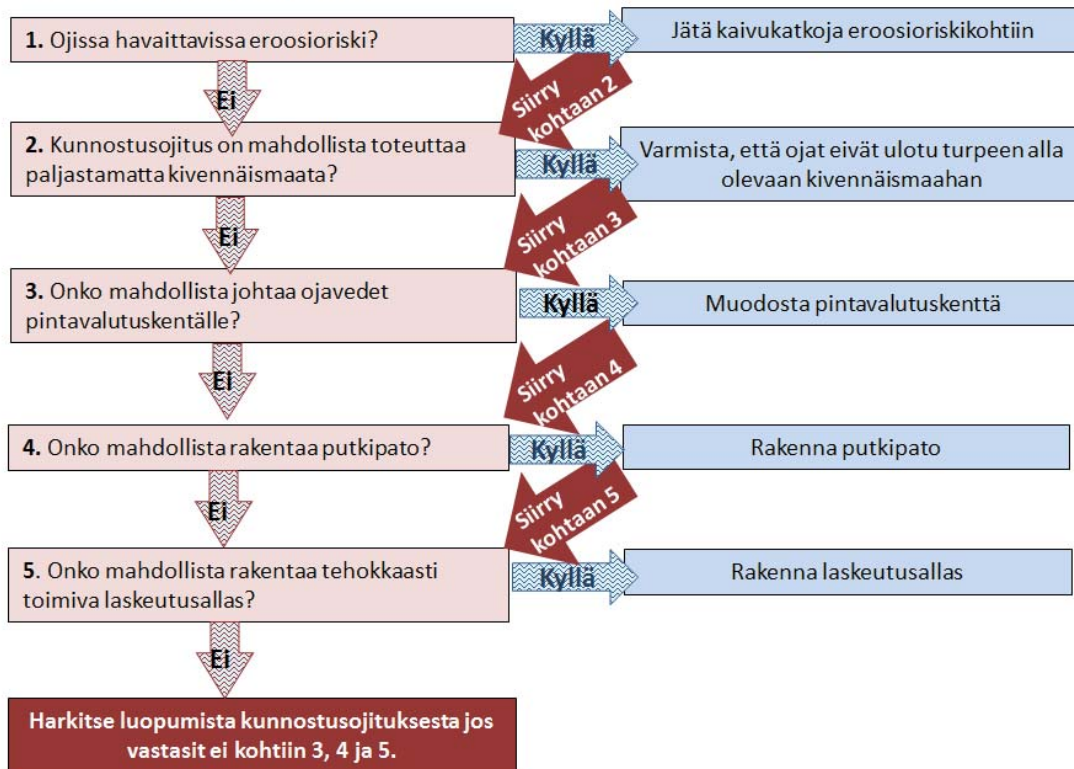 1. Ojissa havaittavissa eroosioriski?
Kyllä
Jätä kaivukatkoja eroosioriskikohtiin
Ei
Siirry
kohtaan 2
2. Kunnostusojitus on mahdollista toteuttaa
paljastamatta kivennäismaata?
Kyllä
Varmista, että ojat eivät ulotu turpeen alla
olevaan kivennäismaahan
Ei
Siirry
kohtaan 3
3. Onko mahdollista johtaa ojavedet
pintavalutuskentälle?
Kyllä
Muodosta pintavalutuskenttä
Ei
Siirry
kohtaan 4
4. Onko mahdollista rakentaa putkipato?
Kyllä
Rakenna putkipato
Ei
Siirry
kohtaan 5
5. Onko mahdollista rakentaa tehokkaasti
toimiva laskeutusallas?
Kyllä
Rakenna laskeutusallas
Ei
Harkitse luopumista kunnostusojituksesta jos
vastasit ei kohtiin 3, 4 ja 5.